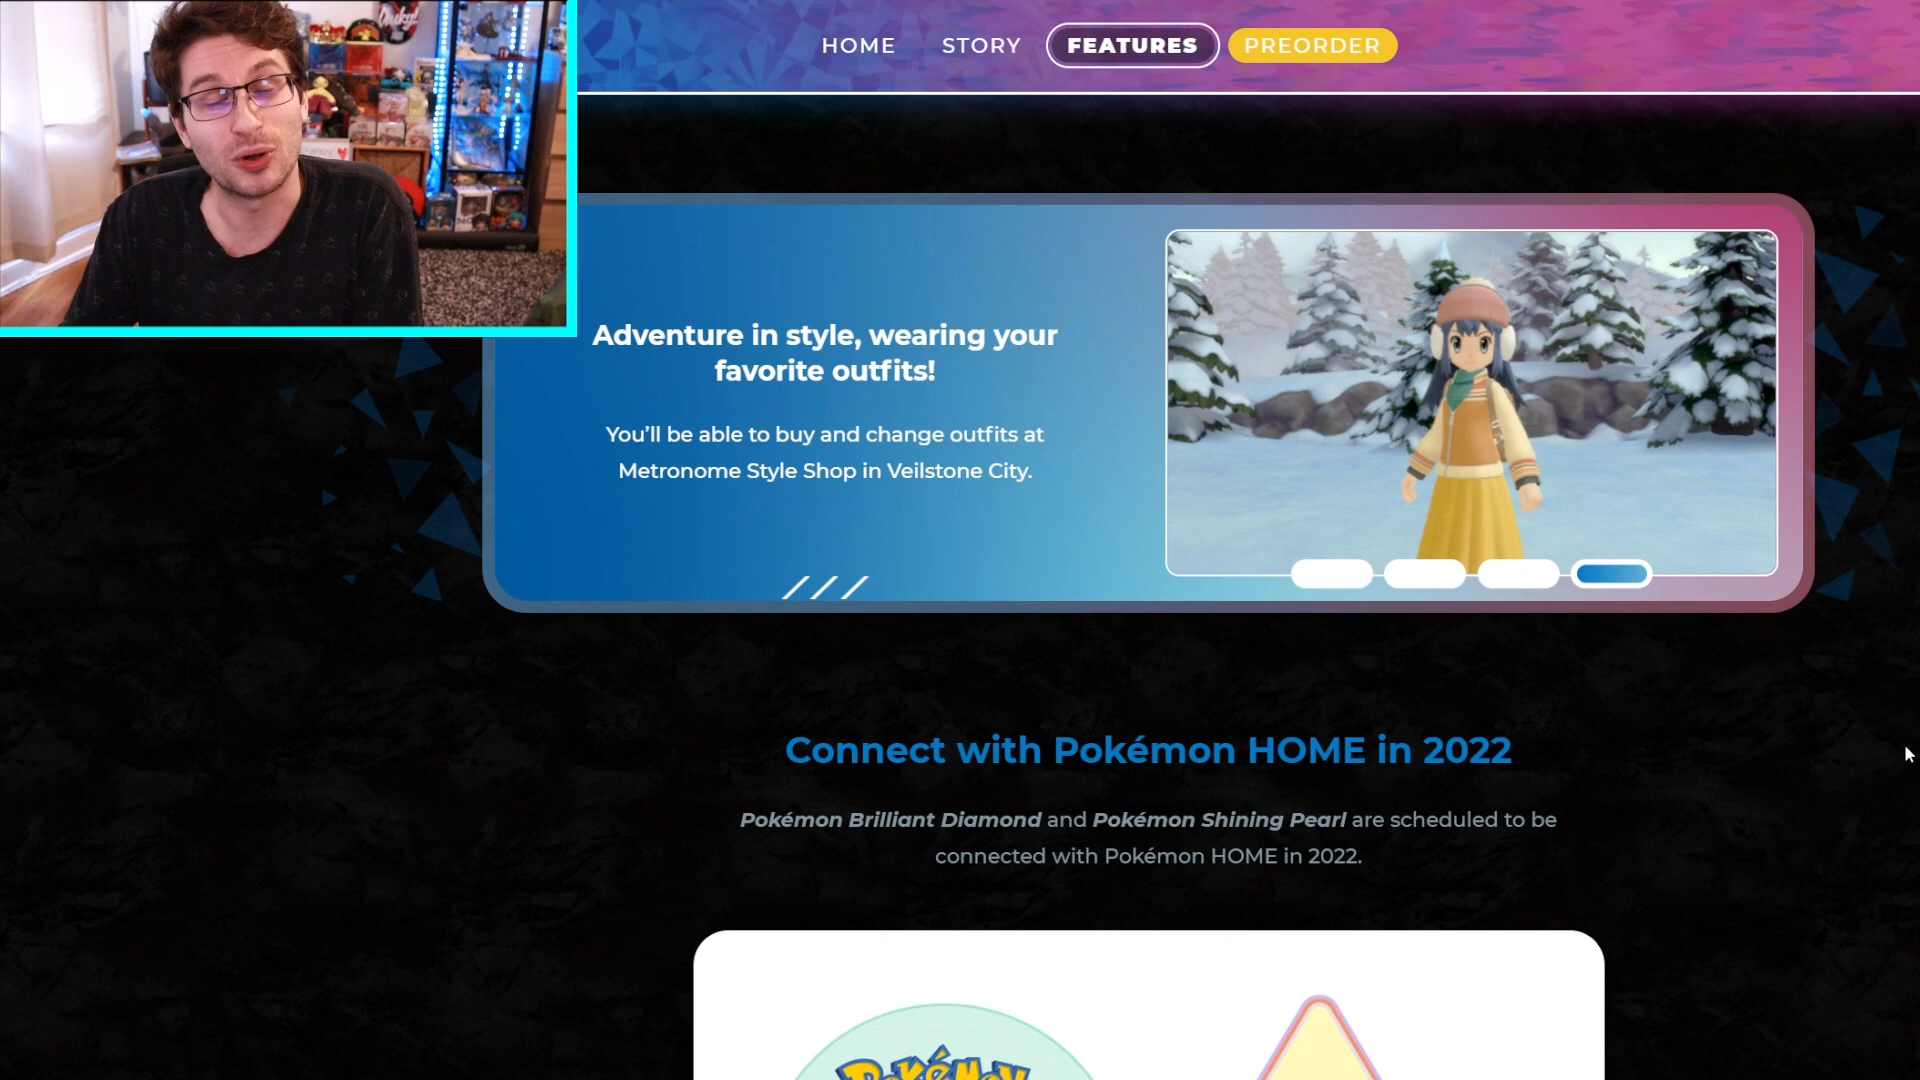 HOME STORY FEATURES PREORDER
Adventure in style, wearing your
favorite outfits!
You’ll be able to buy and change outfits at
Metronome Style Shop in Veilstone City.
Connect with Pokémon HOME in 2022
Pokémon Brilliant Diamond and Pokémon Shining Pearl are scheduled to be
connected with Pokémon HOME in 2022.
Pokémon